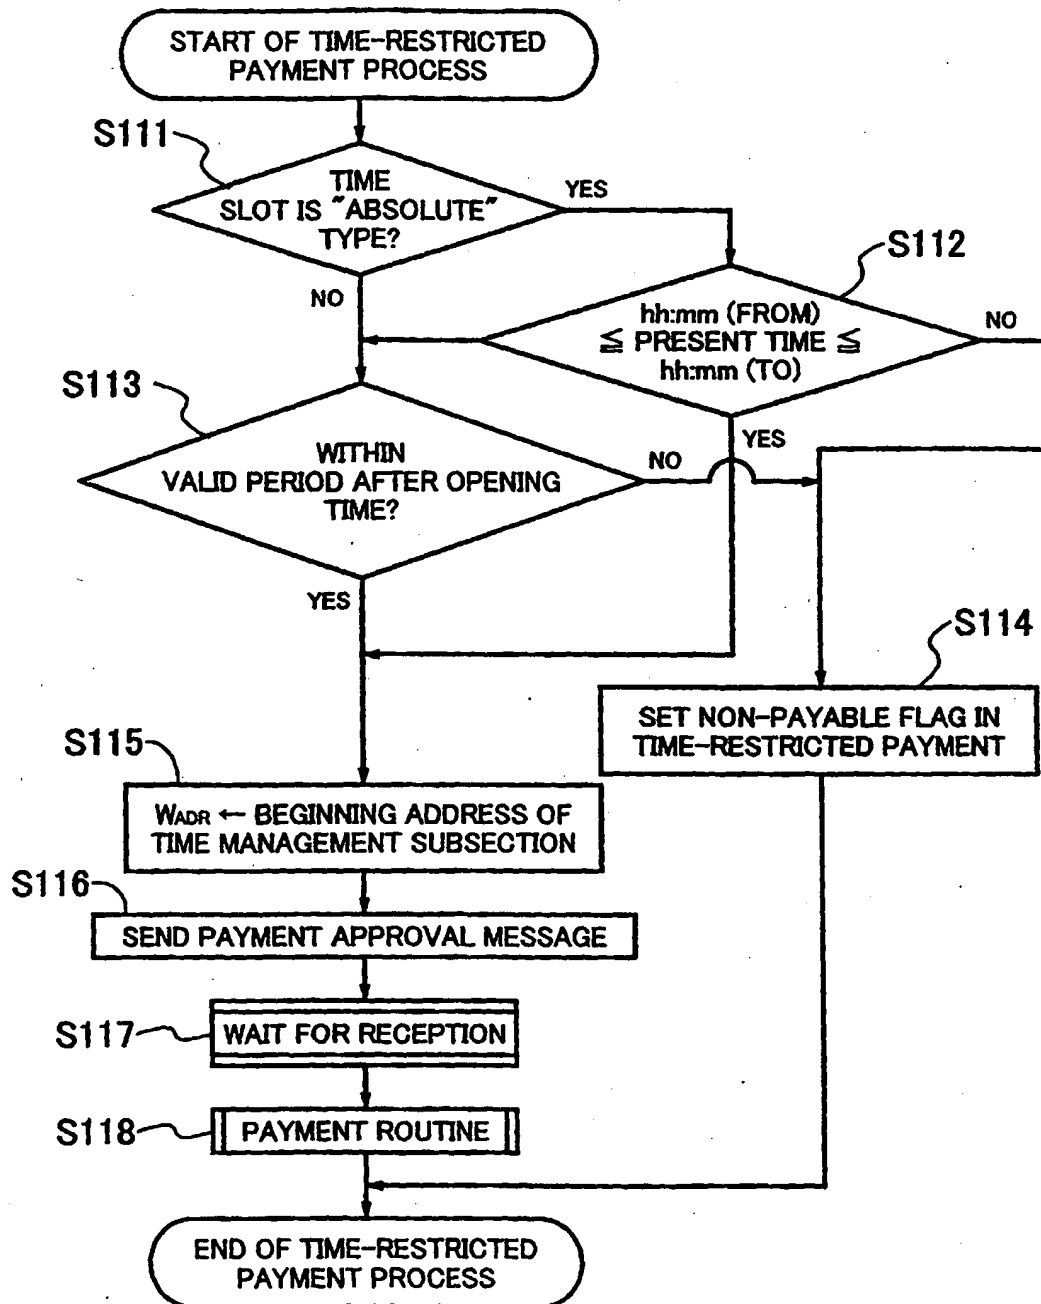 START OF TIME-RESTRICTED
PAYMENT PROCESS
S111
TIME
SLOT IS "ABSOLUTE"
TYPE?
YES
NO
S112
hh:mm (FROM)
≦ PRESENT TIME ≦
hh:mm (TO)
NO
YES
S113
WITHIN
VALID PERIOD AFTER OPENING
TIME?
NO
YES
S114
SET NON-PAYABLE FLAG IN
TIME-RESTRICTED PAYMENT
S115
WADR ← BEGINNING ADDRESS OF
TIME MANAGEMENT SUBSECTION
S116
SEND PAYMENT APPROVAL MESSAGE
S117
WAIT FOR RECEPTION
S118
PAYMENT ROUTINE
END OF TIME-RESTRICTED
PAYMENT PROCESS